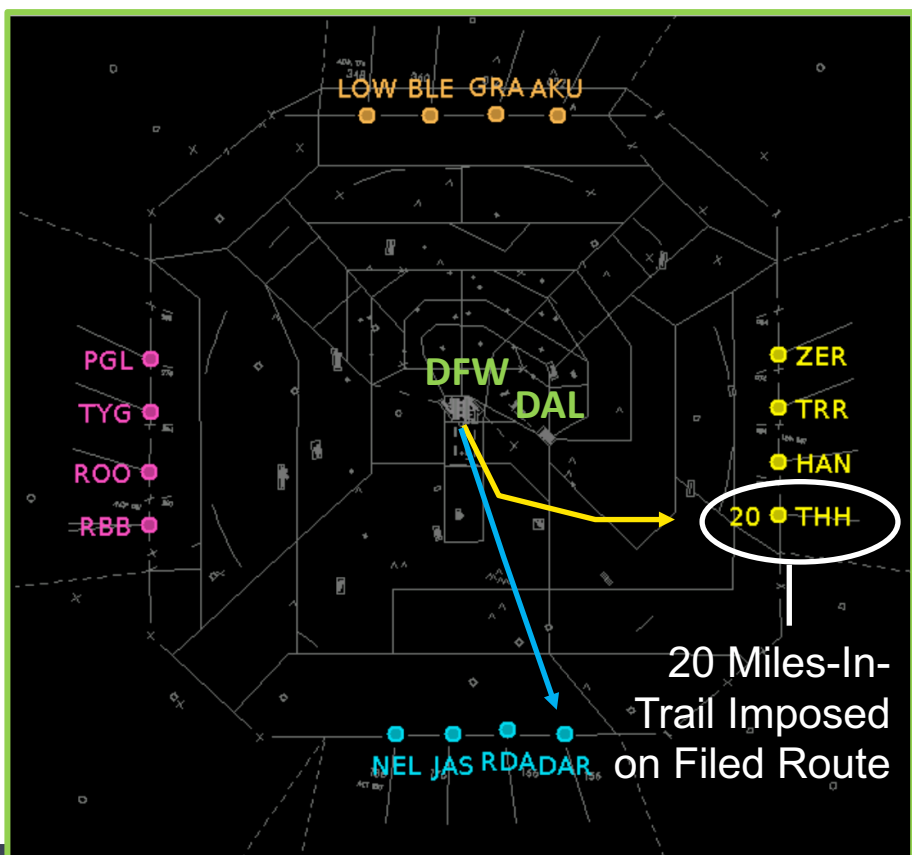 LOW BLE GRA AKU
PGL
TYG
ROO
RBB
DFW
DAL
ZER
TRR
HAN
20 THH
20 Miles-In-
Trail Imposed
on Filed Route
NEL JAS RDA DAR